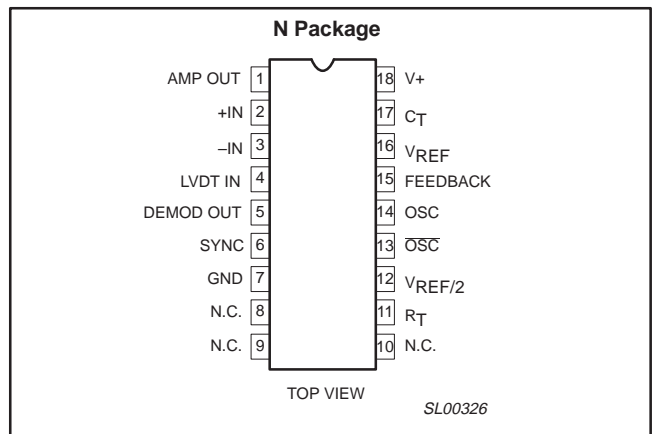 N Package
AMP OUT 1 18 V+
+IN 2 17 CT
–IN 3 16 VREF
LVDT IN 4 15 FEEDBACK
DEMOD OUT 5 14 OSC
SYNC 6 13 O̅S̅C̅
GND 7 12 VREF/2
N.C. 8 11 RT
N.C. 9 10 N.C.
TOP VIEW
SL00326